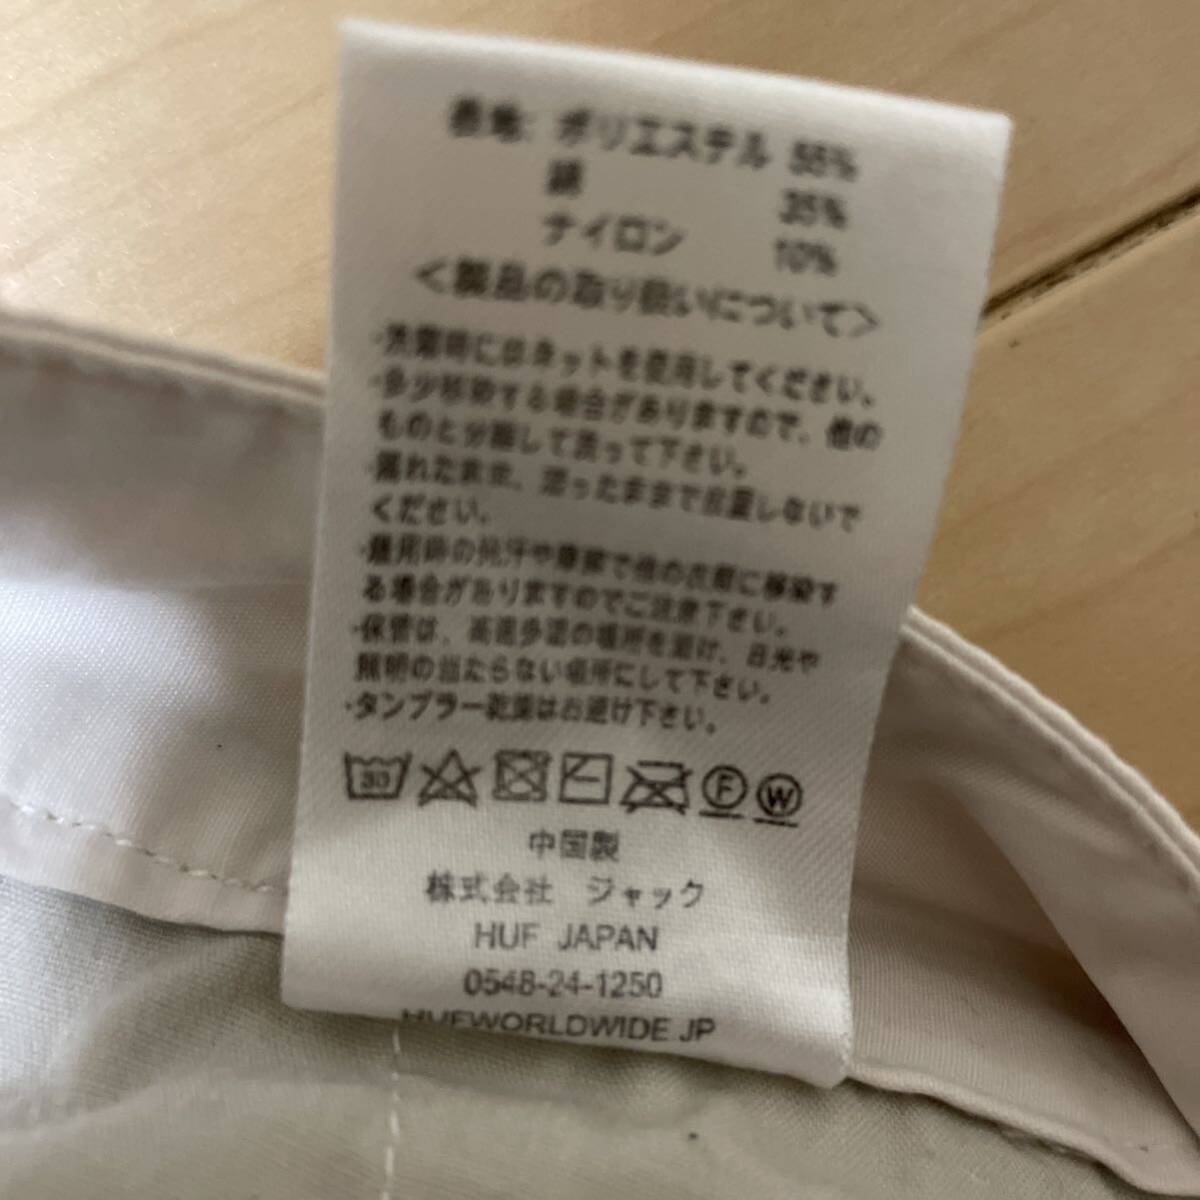 表地: ポリエステル 55%
綿 35%
ナイロン 10%
<製品の取り扱いについて>
・洗濯時にはネットを使用してください。
・多少移染する場合がありますので、他の
ものと分離して洗って下さい。
・濡れたまま、湿ったままで放置しないで
ください。
・着用時の発汗や摩擦で他の衣類に移染す
る場合がありますのでご注意下さい。
・保管は、高温多湿の場所を避け、日光や
照明の当たらない場所にして下さい。
・タンブラー乾燥はお避け下さい。
30 F W
中国製
株式会社 ジャック
HUF JAPAN
0548-24-1250
HUFWORLDWIDE.JP